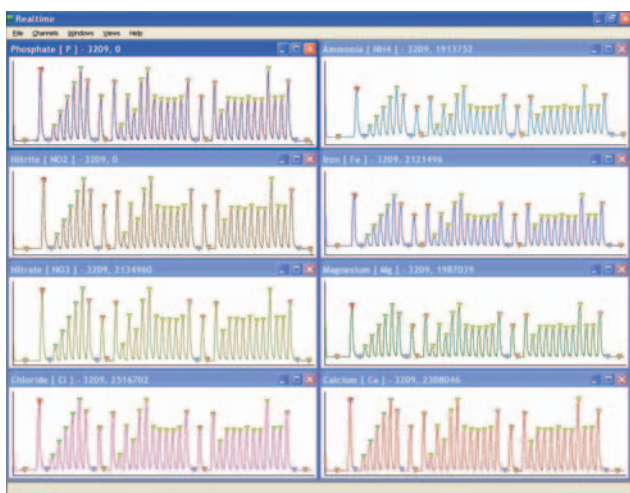 Realtime
File Channels Windows Views Help
Phosphate [ P ] - 3209, 0
Ammonia [ NH4 ] - 3209, 1913752
Nitrite [ NO2 ] - 3209, 0
Iron [ Fe ] - 3209, 2121496
Nitrate [ NO3 ] - 3209, 2134960
Magnesium [ Mg ] - 3209, 1987039
Chloride [ Cl ] - 3209, 2516702
Calcium [ Ca ] - 3209, 2308046